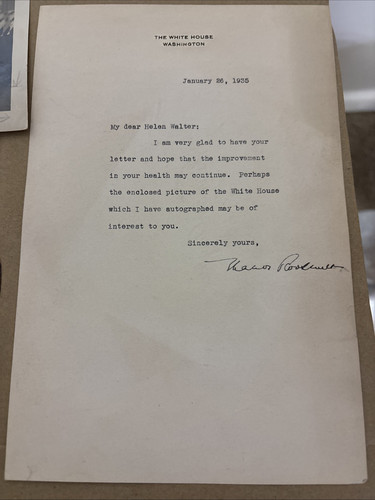 THE WHITE HOUSE
WASHINGTON
January 26, 1935
My dear Helen Walter:
I am very glad to have your
letter and hope that the improvement
in your health may continue. Perhaps
the enclosed picture of the White House
which I have autographed may be of
interest to you.
Sincerely yours,
Eleanor Roosevelt